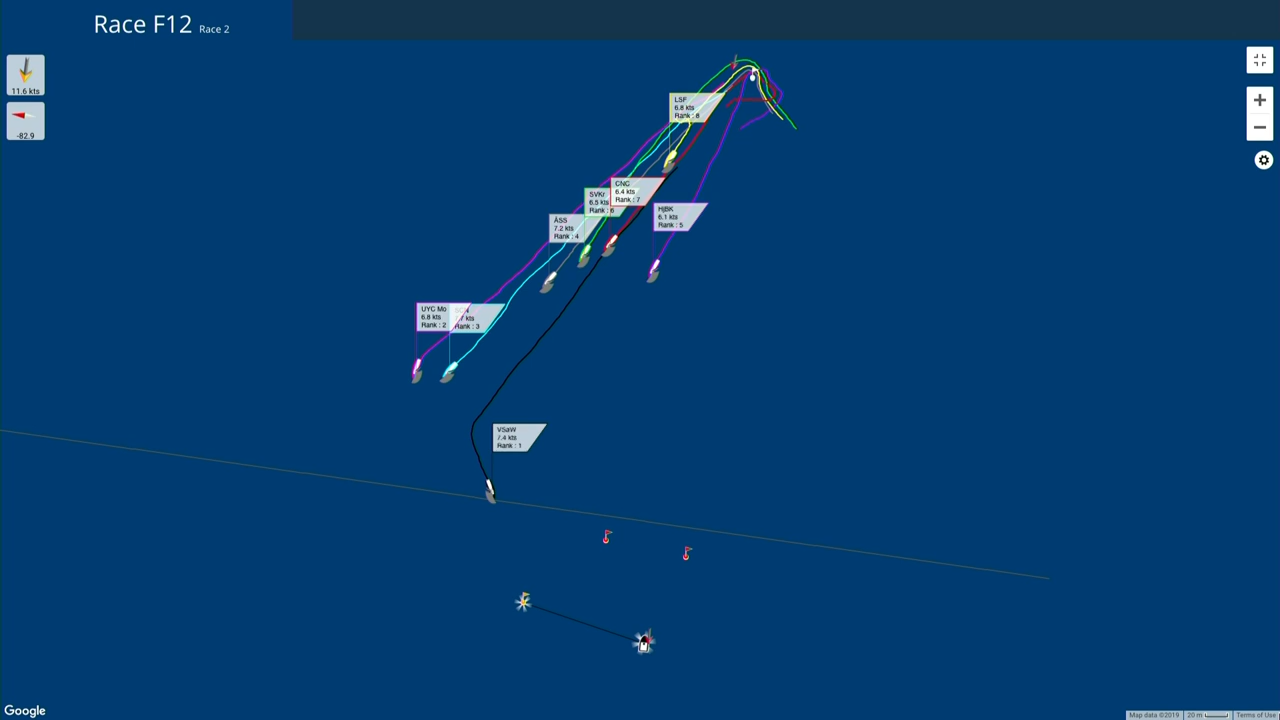 Race F12 Race 2
11.6 kts
-82.9
LSF
6.8 kts
Rank : 8
CNC
6.4 kts
Rank : 7
SVKr
6.5 kts
Rank : 6
HjBK
6.1 kts
Rank : 5
ÅSS
7.2 kts
Rank : 4
UYC Mo
6.8 kts
Rank : 2
kts
Rank : 3
VSaW
7.4 kts
Rank : 1
Google
Map data ©2019
20 m
Terms of Use